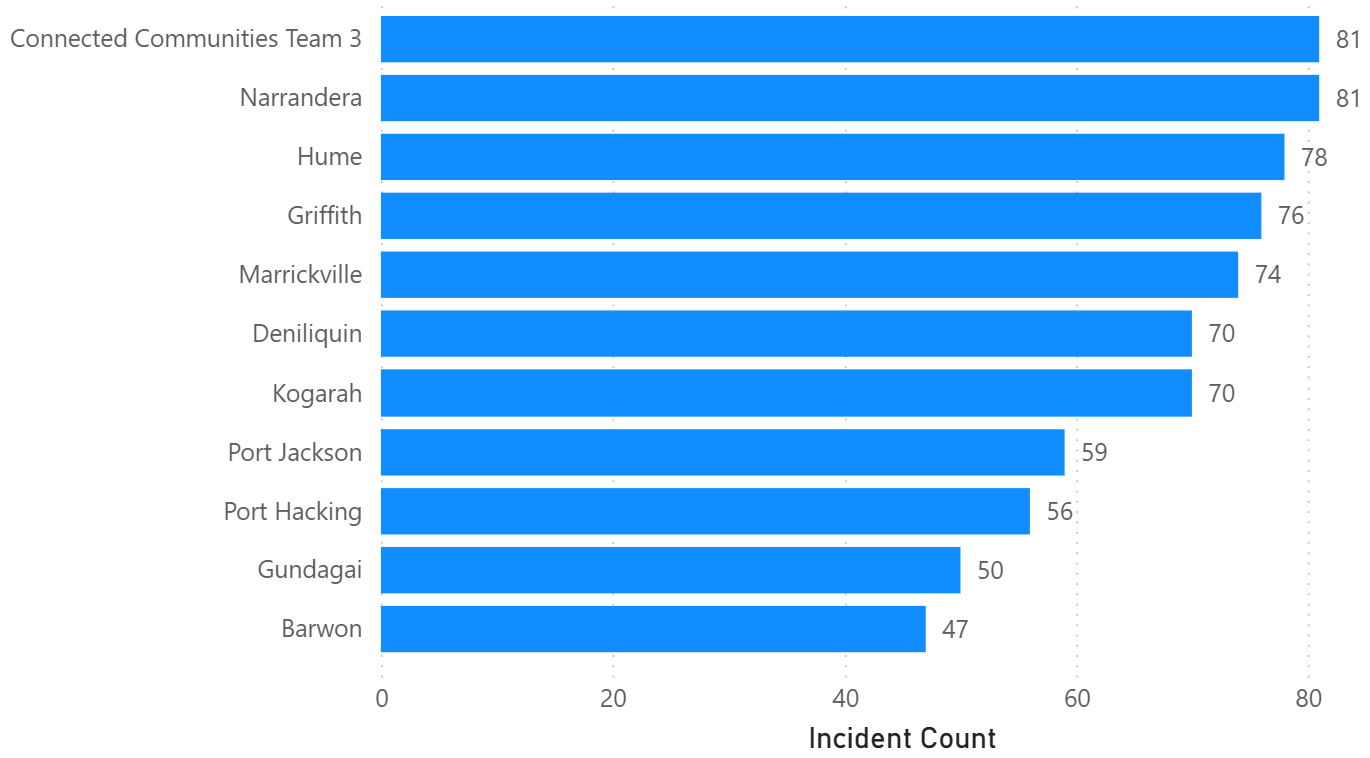 Connected Communities Team 3 81
Narrandera 81
Hume 78
Griffith 76
Marrickville 74
Deniliquin 70
Kogarah 70
Port Jackson 59
Port Hacking 56
Gundagai 50
Barwon 47
0 20 40 60 80
Incident Count